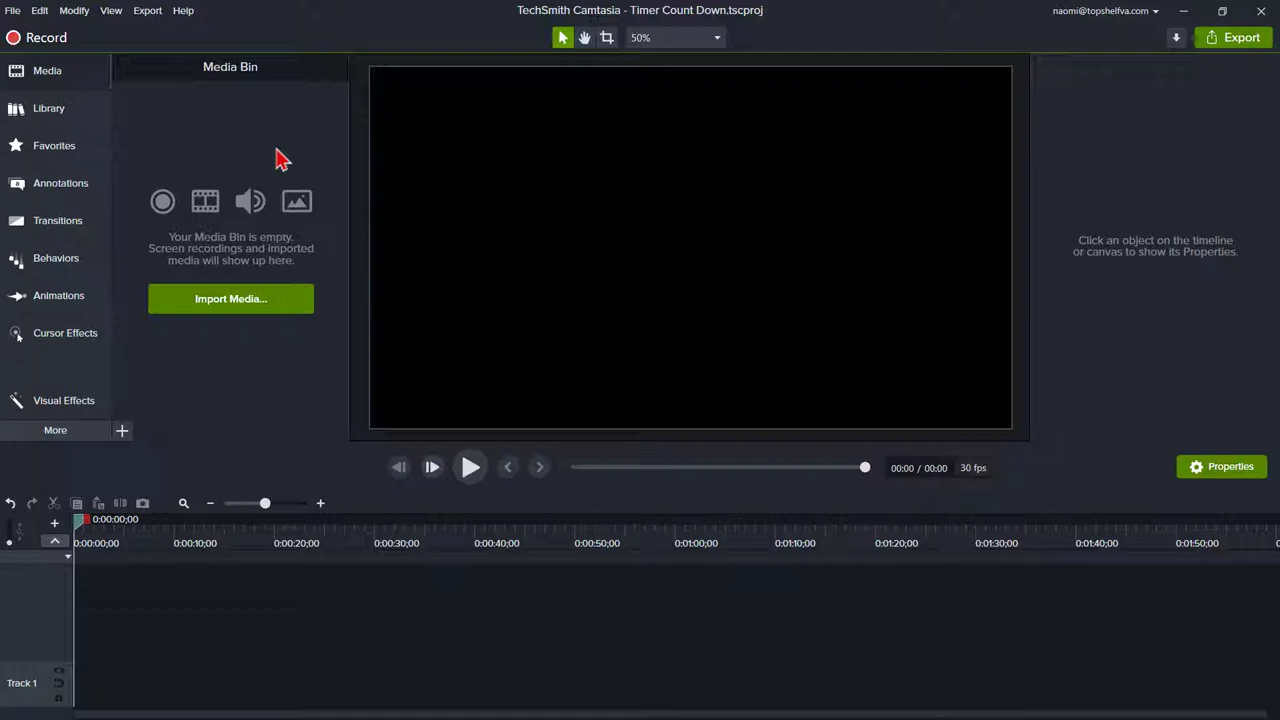 File Edit Modify View Export Help
TechSmith Camtasia - Timer Count Down.tscproj
naomi@topshelfva.com
Record
50%
Export
Media
Library
Favorites
Annotations
Transitions
Behaviors
Animations
Cursor Effects
Visual Effects
More
Media Bin
Your Media Bin is empty.
Screen recordings and imported
media will show up here.
Import Media...
Click an object on the timeline
or canvas to show its Properties.
00:00 / 00:00
30 fps
Properties
0:00:00;00
0:00:00;00 0:00:10;00 0:00:20;00 0:00:30;00 0:00:40;00 0:00:50;00 0:01:00;00 0:01:10;00 0:01:20;00 0:01:30;00 0:01:40;00 0:01:50;00
Track 1